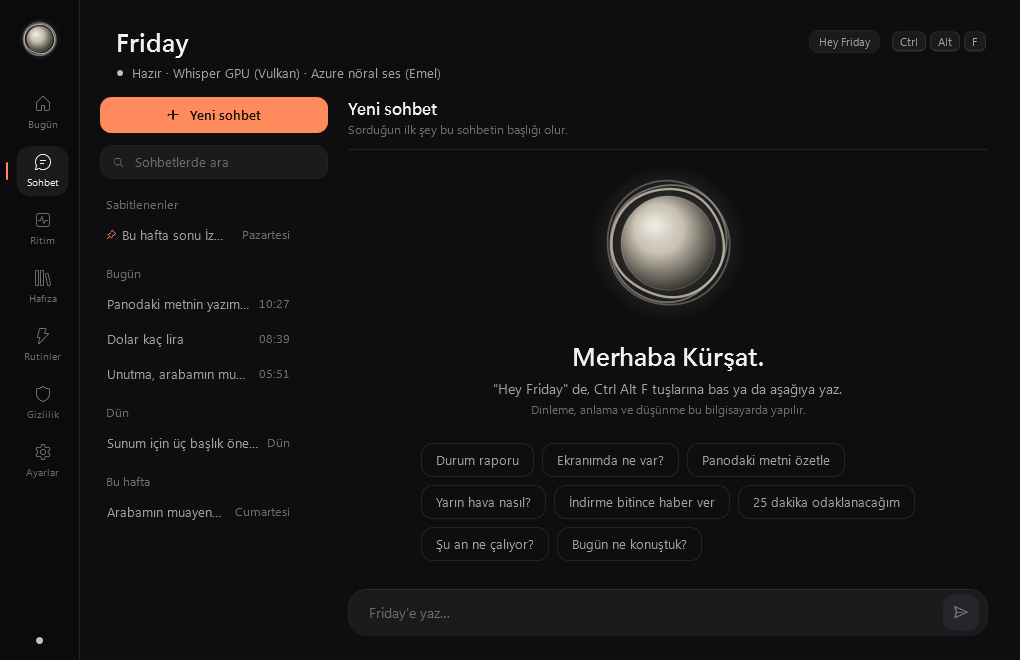 Friday
Hey Friday Ctrl Alt F
Hazır · Whisper GPU (Vulkan) · Azure nöral ses (Emel)
Bugün
Sohbet
Ritim
Hafıza
Rutinler
Gizlilik
Ayarlar
Yeni sohbet
Sohbetlerde ara
Sabitlenenler
Bu hafta sonu İz... Pazartesi
Bugün
Panodaki metnin yazım... 10:27
Dolar kaç lira 08:39
Unutma, arabamın mu... 05:51
Dün
Sunum için üç başlık öne... Dün
Bu hafta
Arabamın muayen... Cumartesi
Yeni sohbet
Sorduğun ilk şey bu sohbetin başlığı olur.
Merhaba Kürşat.
"Hey Friday" de, Ctrl Alt F tuşlarına bas ya da aşağıya yaz.
Dinleme, anlama ve düşünme bu bilgisayarda yapılır.
Durum raporu Ekranımda ne var? Panodaki metni özetle
Yarın hava nasıl? İndirme bitince haber ver 25 dakika odaklanacağım
Şu an ne çalıyor? Bugün ne konuştuk?
Friday'e yaz...